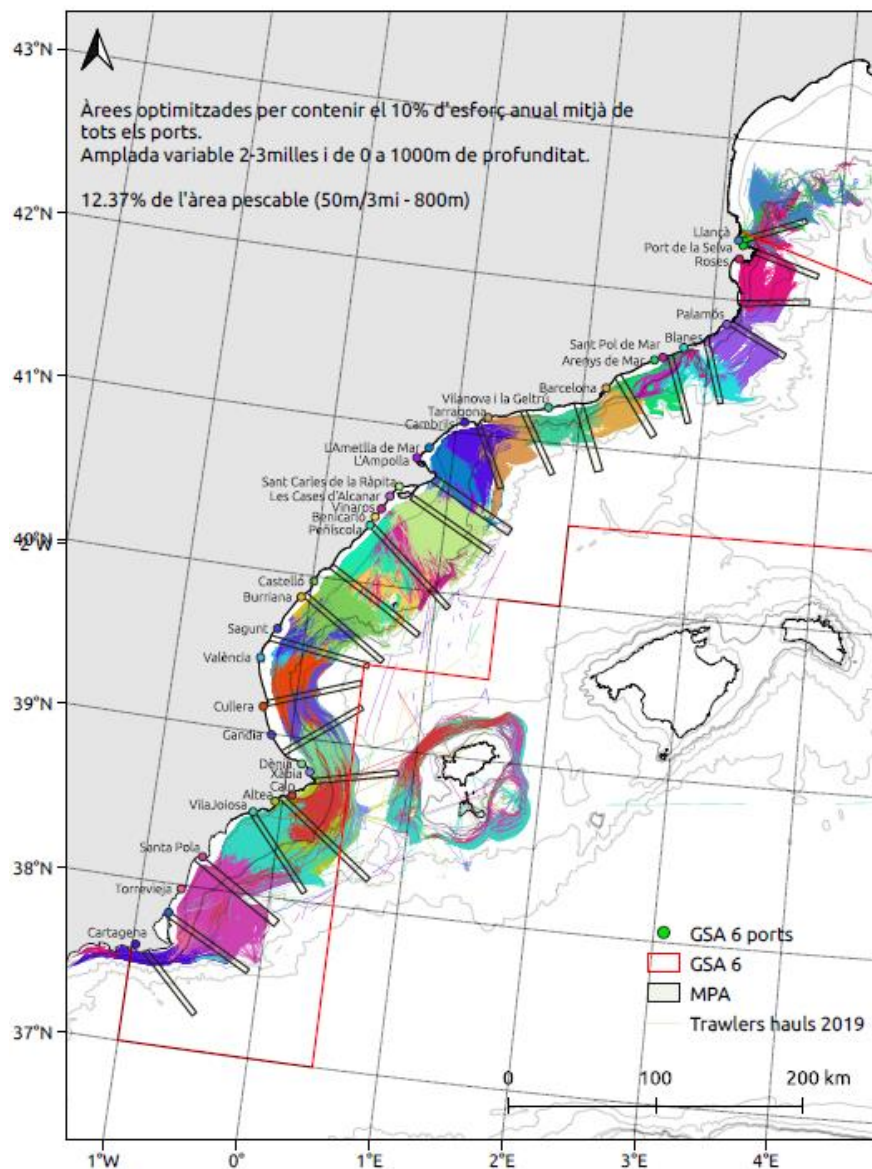 43°N
Àrees optimitzades per contenir el 10% d'esforç anual mitjà de
tots els ports.
Amplada variable 2-3milles i de 0 a 1000m de profunditat.
12.37% de l'àrea pescable (50m/3mi - 800m)
42°N
Llançà
Port de la Selva
Roses
Palamós
Blanes
Sant Pol de Mar
Arenys de Mar
41°N
Barcelona
Vilanova i la Geltrú
Tarragona
Cambrils
L'Ametlla de Mar
L'Ampolla
Sant Carles de la Ràpita
Les Cases d'Alcanar
Vinaros
Benicarló
Peñíscola
Castelló
Burriana
Sagunt
València
39°N
Cullera
Gandia
Dènia
Xàbia
Calp
Altea
VilaJoiosa
38°N
Santa Pola
Torrevieja
Cartagena
GSA 6 ports
GSA 6
MPA
Trawlers hauls 2019
37°N
0 100 200 km
1°W 0° 1°E 2°E 3°E 4°E